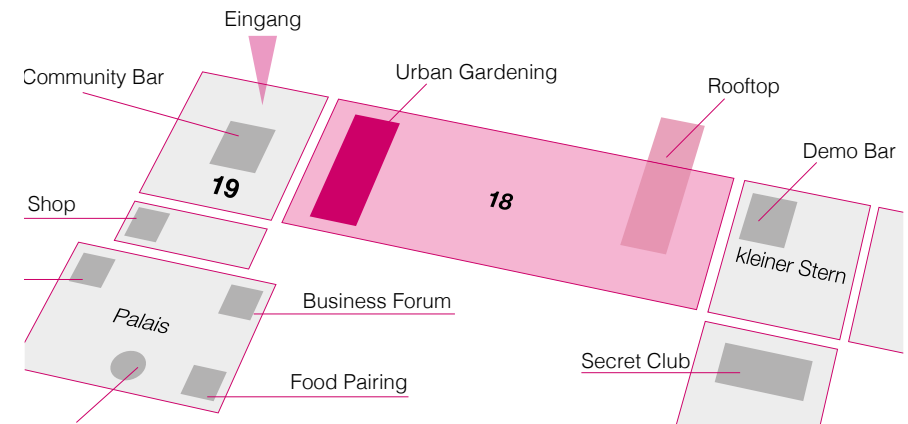 Eingang
Community Bar
Urban Gardening
Rooftop
Demo Bar
19
18
Shop
kleiner Stern
Business Forum
Palais
Secret Club
Food Pairing